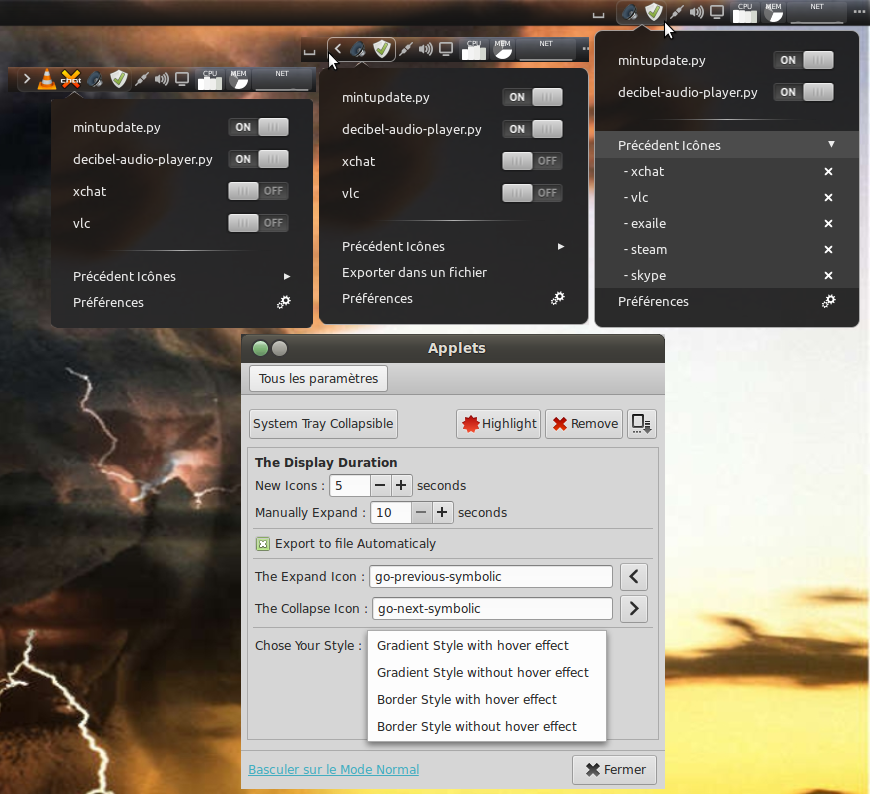 CPU MEM NET
mintupdate.py ON
decibel-audio-player.py ON
Précédent Icônes
- xchat
- vlc
- exaile
- steam
- skype
Préférences
CPU MEM NET
mintupdate.py ON
decibel-audio-player.py ON
xchat OFF
vlc OFF
Précédent Icônes
Exporter dans un fichier
Préférences
chat CPU MEM NET
mintupdate.py ON
decibel-audio-player.py ON
xchat OFF
vlc OFF
Précédent Icônes
Préférences
Applets
Tous les paramètres
System Tray Collapsible Highlight Remove
The Display Duration
New Icons : 5 seconds
Manually Expand : 10 seconds
Export to file Automaticaly
The Expand Icon : go-previous-symbolic
The Collapse Icon : go-next-symbolic
Chose Your Style :
Gradient Style with hover effect
Gradient Style without hover effect
Border Style with hover effect
Border Style without hover effect
Basculer sur le Mode Normal Fermer